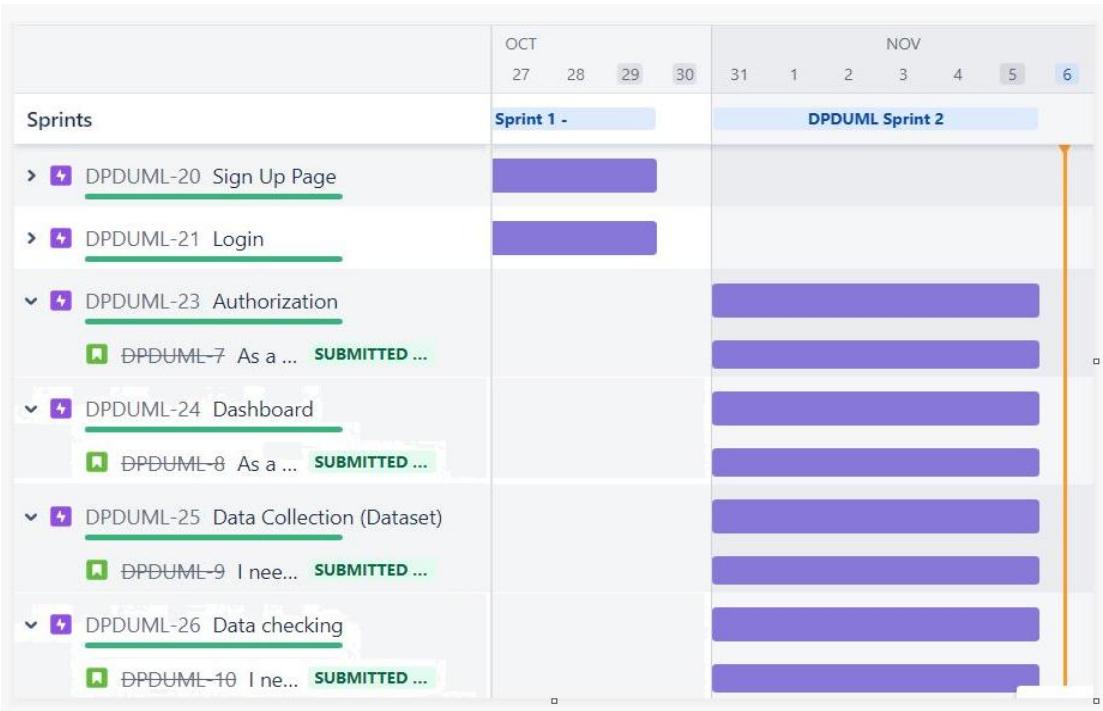 OCT NOV
27 28 29 30 31 1 2 3 4 5 6
Sprints Sprint 1 - DPDUML Sprint 2
DPDUML-20 Sign Up Page
DPDUML-21 Login
DPDUML-23 Authorization
DPDUML-7 As a ... SUBMITTED ...
DPDUML-24 Dashboard
DPDUML-8 As a ... SUBMITTED ...
DPDUML-25 Data Collection (Dataset)
DPDUML-9 I nee... SUBMITTED ...
DPDUML-26 Data checking
DPDUML-10 I ne... SUBMITTED ...